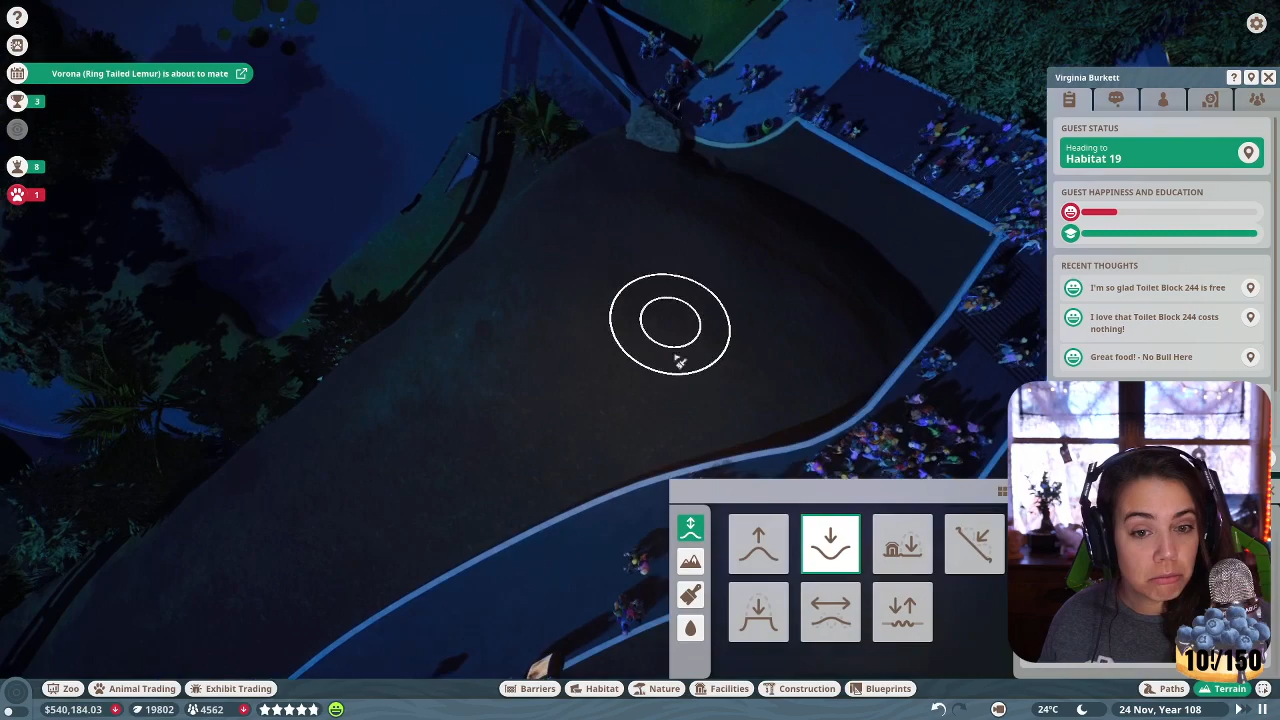 Vorona (Ring Tailed Lemur) is about to mate
3
8
1
Virginia Burkett
?
GUEST STATUS
Heading to
Habitat 19
GUEST HAPPINESS AND EDUCATION
RECENT THOUGHTS
I'm so glad Toilet Block 244 is free
I love that Toilet Block 244 costs
nothing!
Great food! - No Bull Here
10/150
Zoo
Animal Trading
Exhibit Trading
Barriers
Habitat
Nature
Facilities
Construction
Blueprints
Paths
Terrain
$540,184.03
19802
4562
24°C
24 Nov, Year 108